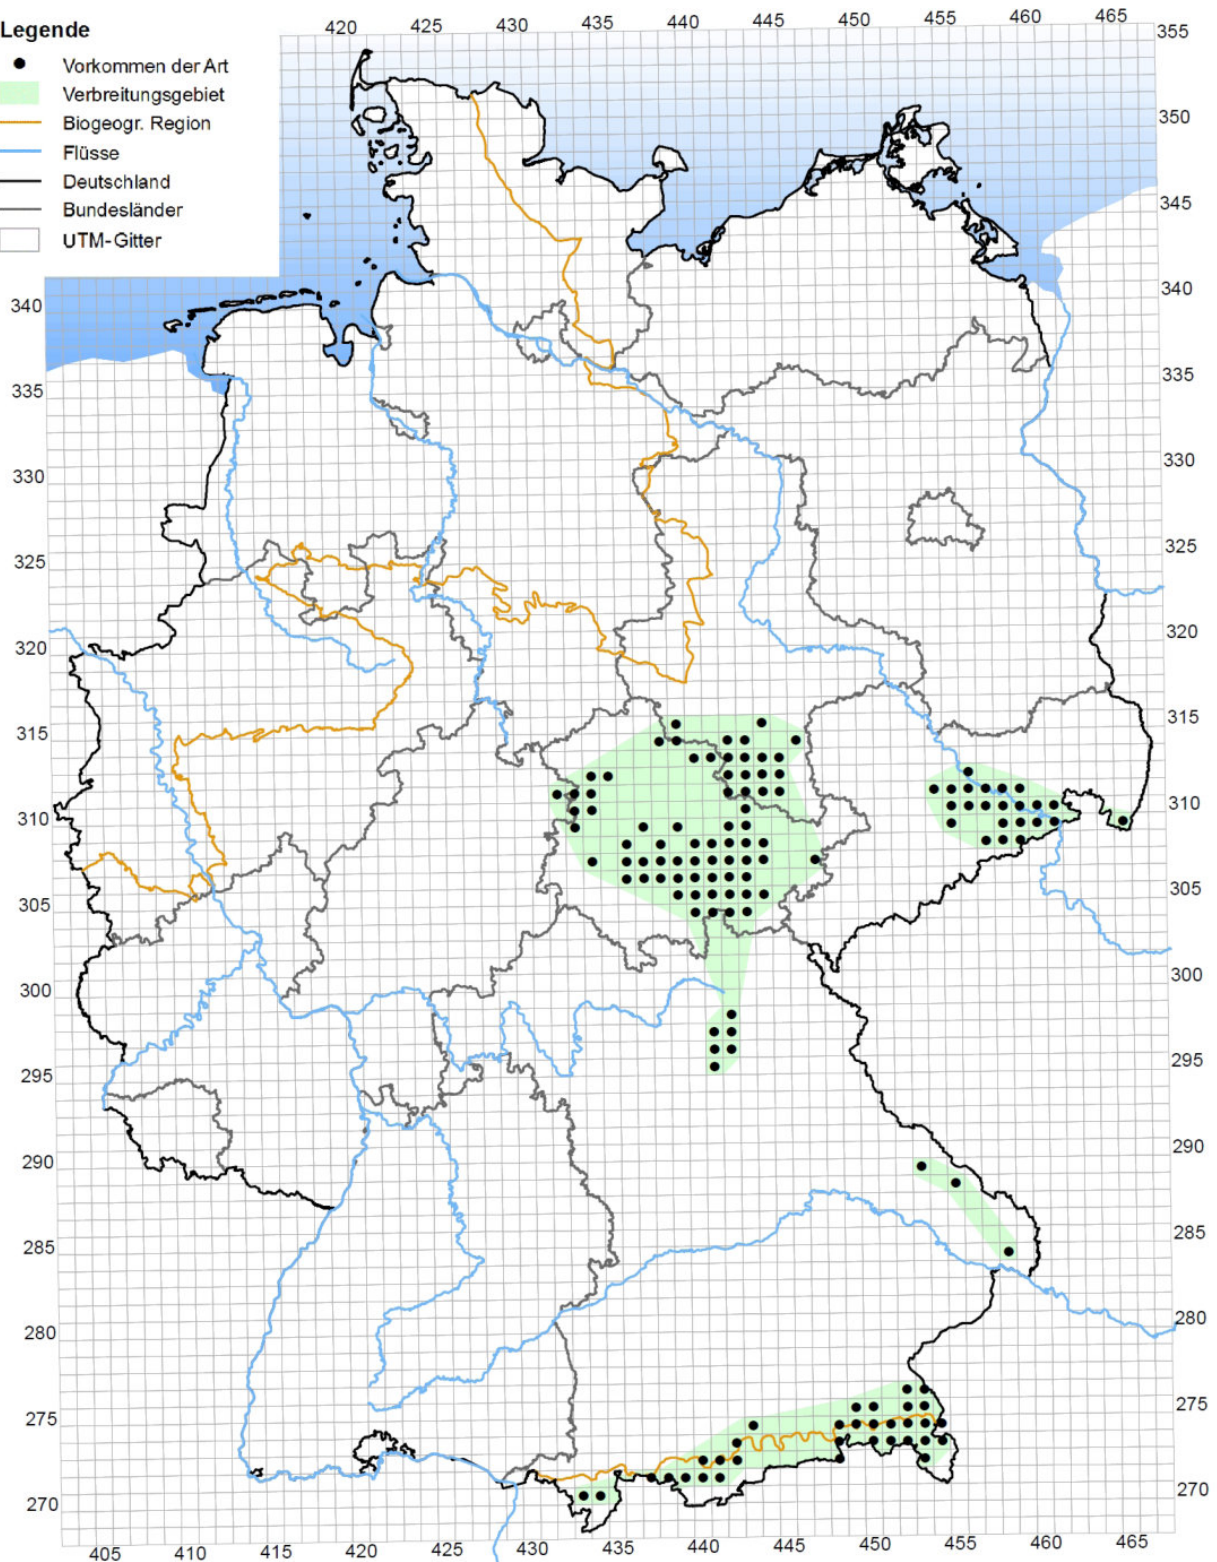 420 425 430 435 440 445 450 455 460 465
355
Legende
Vorkommen der Art
Verbreitungsgebiet
Biogeogr. Region
Flüsse
Deutschland
Bundesländer
UTM-Gitter
350
345
340 340
335 335
330 330
325 325
320 320
315 315
310 310
305 305
300 300
295 295
290 290
285 285
280 280
275 275
270 270
405 410 415 420 425 430 435 440 445 450 455 460 465